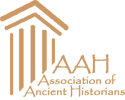 AAH
Association of
Ancient Historians